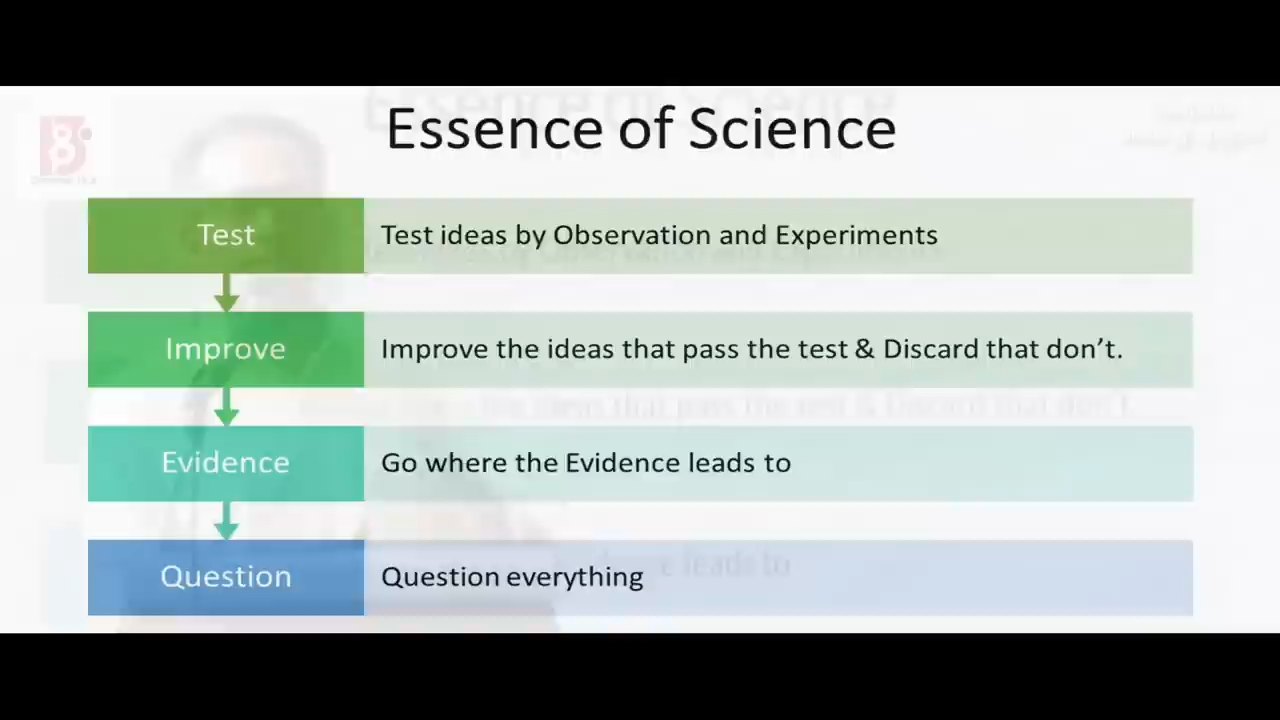 Essence of Science
Test
Test ideas by Observation and Experiments
Improve
Improve the ideas that pass the test & Discard that don't.
Evidence
Go where the Evidence leads to
Question
Question everything